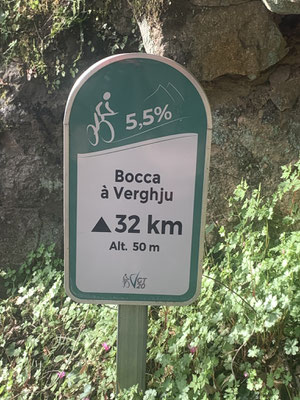 5,5%
Bocca
à Verghju
▲32 km
Alt. 50 m